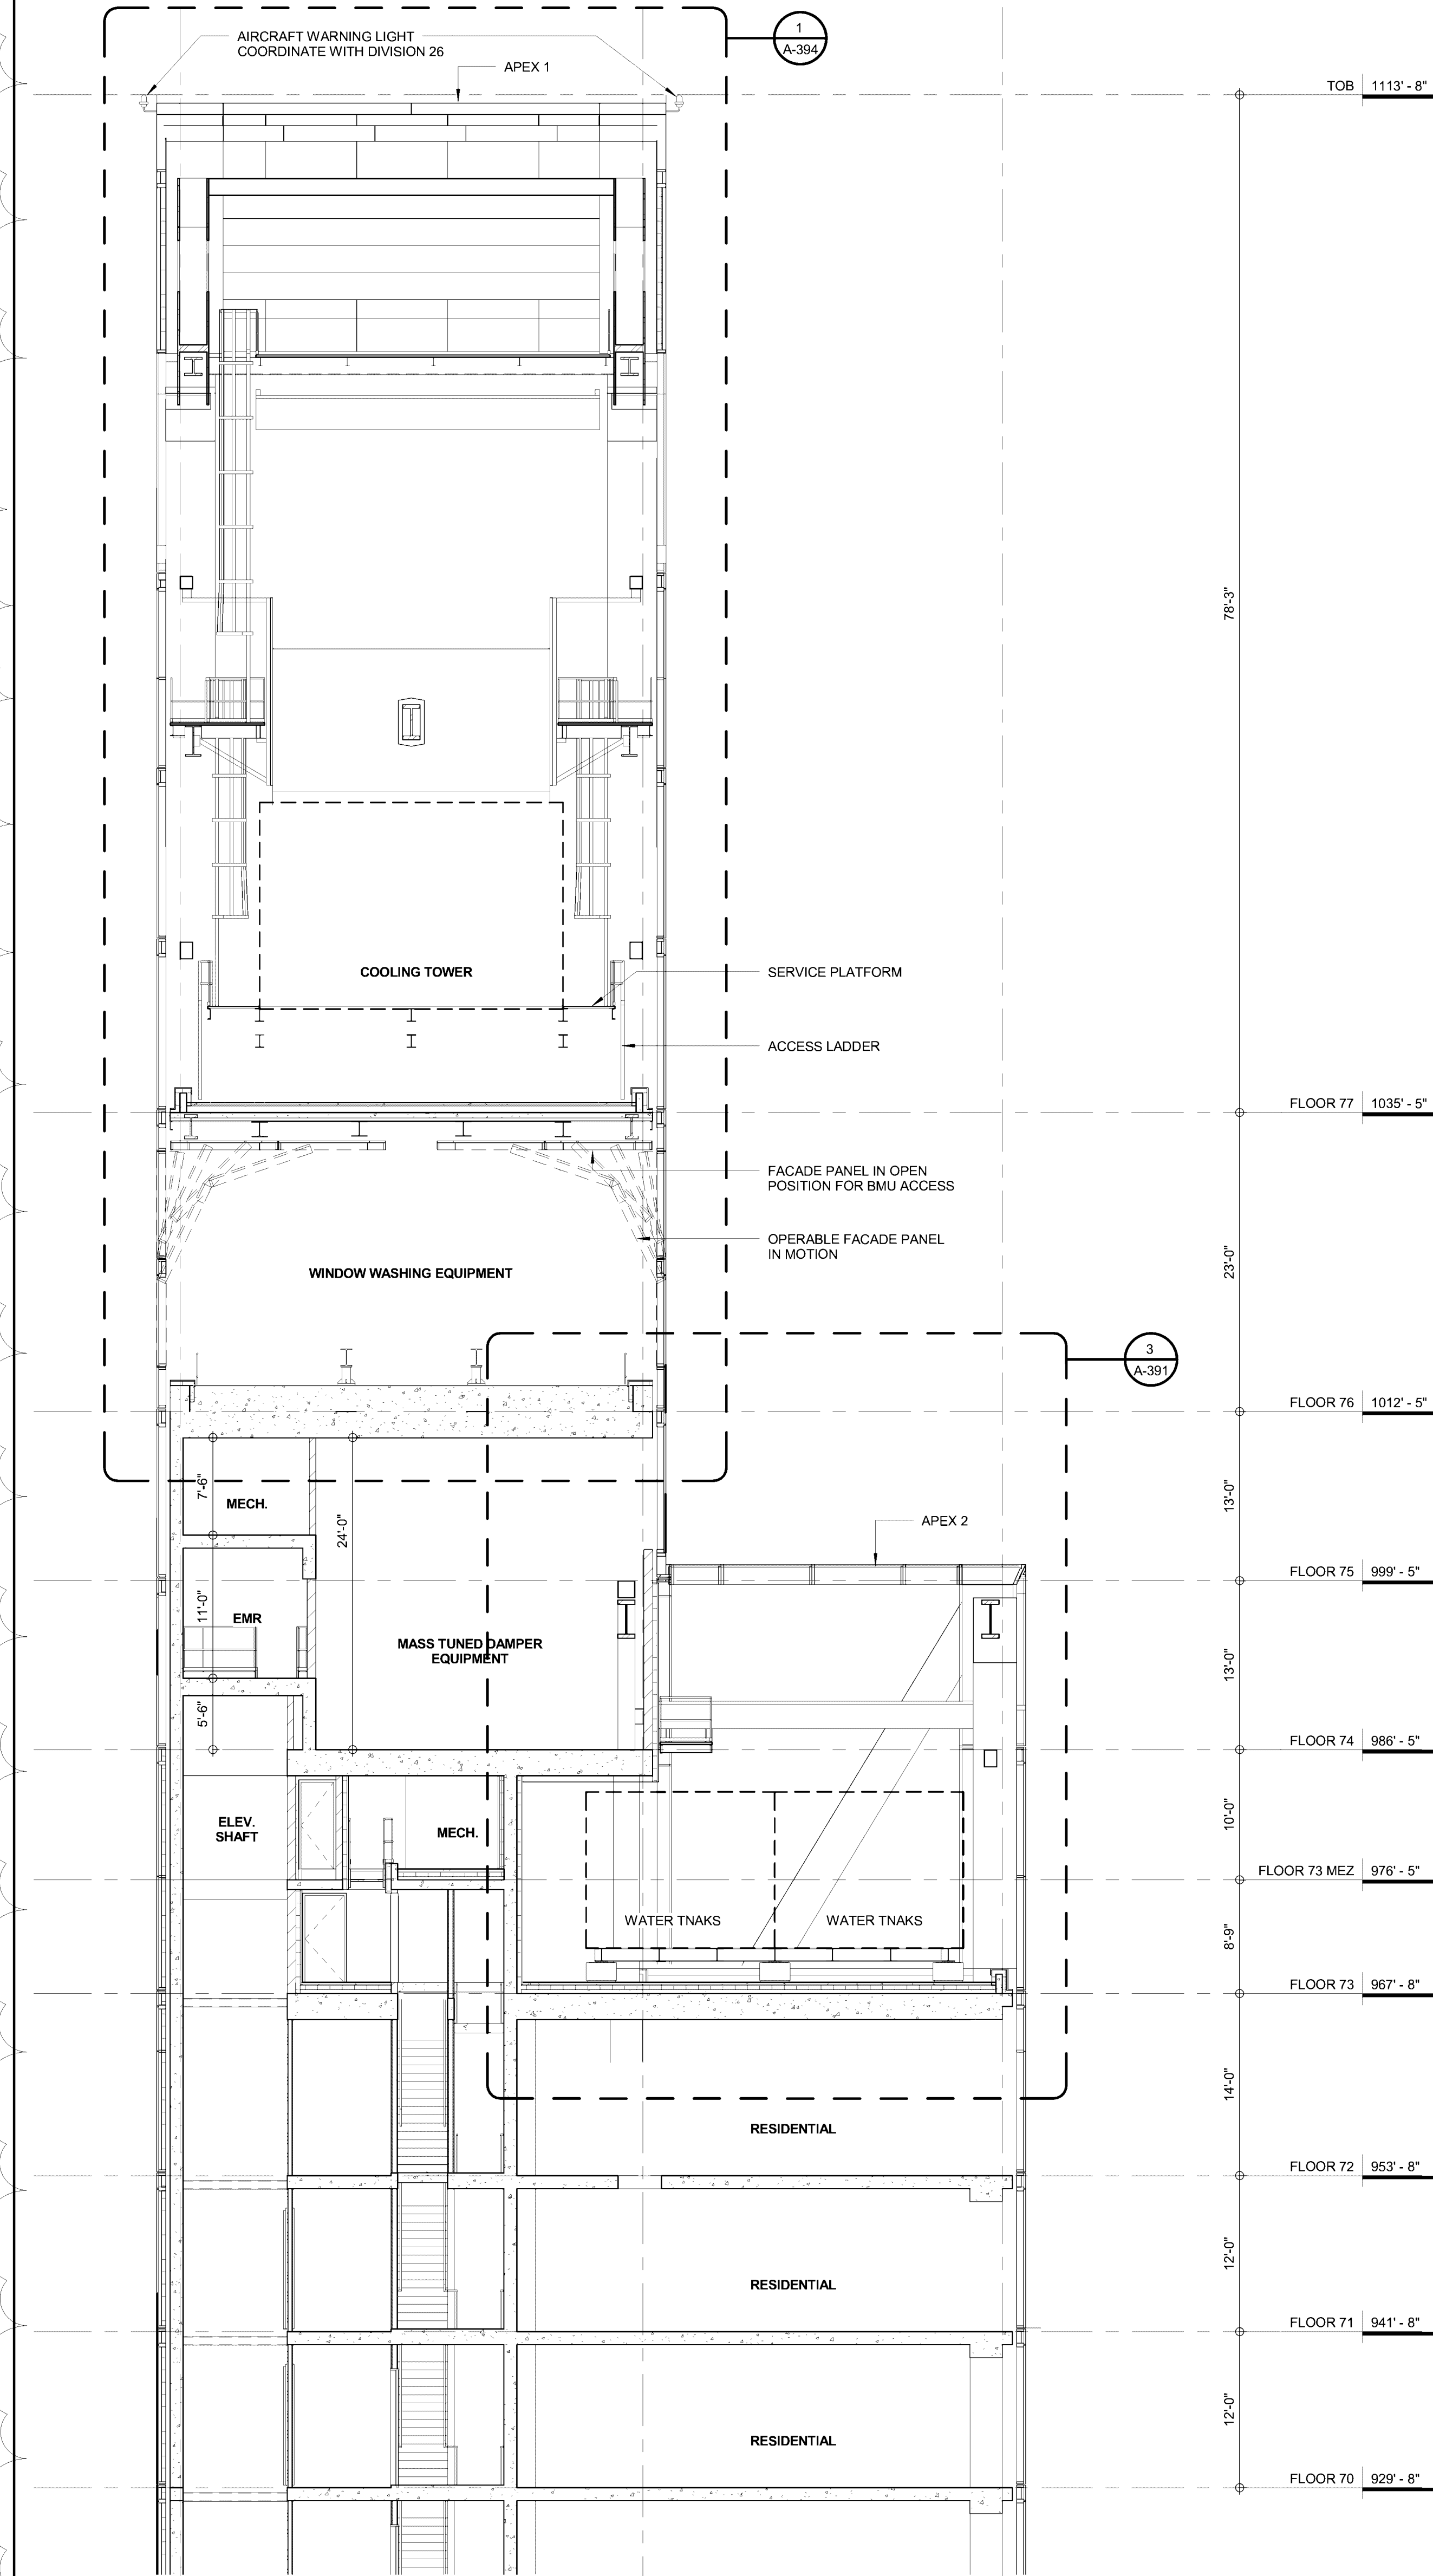 AIRCRAFT WARNING LIGHT
COORDINATE WITH DIVISION 26
APEX 1
1
A-394
TOB 1113' - 8"
78'-3"
COOLING TOWER
SERVICE PLATFORM
ACCESS LADDER
FLOOR 77 1035' - 5"
FACADE PANEL IN OPEN
POSITION FOR BMU ACCESS
OPERABLE FACADE PANEL
IN MOTION
23'-0"
WINDOW WASHING EQUIPMENT
3
A-391
FLOOR 76 1012' - 5"
7'-6"
MECH.
24'-0"
13'-0"
APEX 2
FLOOR 75 999' - 5"
11'-0"
EMR
MASS TUNED DAMPER
EQUIPMENT
13'-0"
5'-6"
FLOOR 74 986' - 5"
ELEV.
SHAFT
MECH.
10'-0"
FLOOR 73 MEZ 976' - 5"
WATER TNAKS
WATER TNAKS
8'-9"
FLOOR 73 967' - 8"
14'-0"
RESIDENTIAL
FLOOR 72 953' - 8"
12'-0"
RESIDENTIAL
FLOOR 71 941' - 8"
12'-0"
RESIDENTIAL
FLOOR 70 929' - 8"